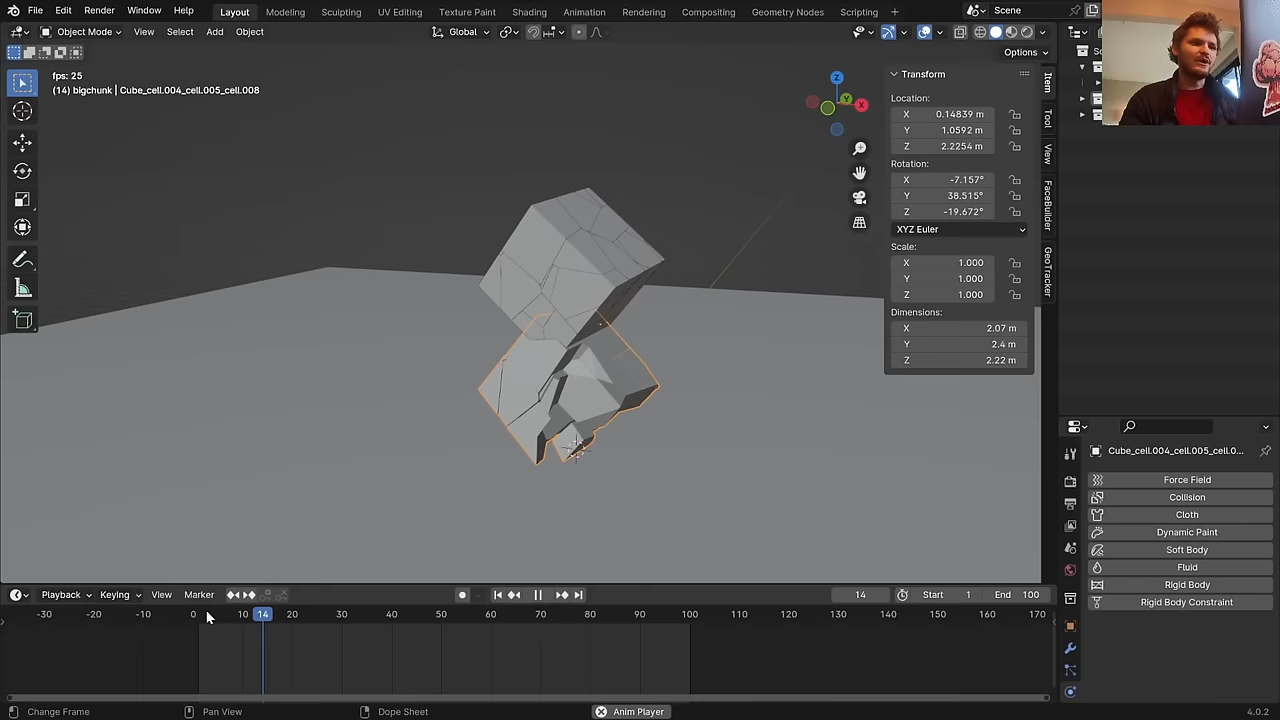 File Edit Render Window Help Layout Modeling Sculpting UV Editing Texture Paint Shading Animation Rendering Compositing Geometry Nodes Scripting + Scene
Object Mode View Select Add Object Global
Options
fps: 25
(14) bigchunk | Cube_cell.004_cell.005_cell.008
Z
Y
X
Transform
Location:
X 0.14839 m
Y 1.0592 m
Z 2.2254 m
Rotation:
X -7.157°
Y 38.515°
Z -19.672°
XYZ Euler
Scale:
X 1.000
Y 1.000
Z 1.000
Dimensions:
X 2.07 m
Y 2.4 m
Z 2.22 m
Item
Tool
View
FaceBuilder
GeoTracker
Cube_cell.004_cell.005_cell.0...
Force Field
Collision
Cloth
Dynamic Paint
Soft Body
Fluid
Rigid Body
Rigid Body Constraint
Playback Keying View Marker 14 Start 1 End 100
-30 -20 -10 0 10 14 20 30 40 50 60 70 80 90 100 110 120 130 140 150 160 170
Change Frame Pan View Dope Sheet Anim Player 4.0.2